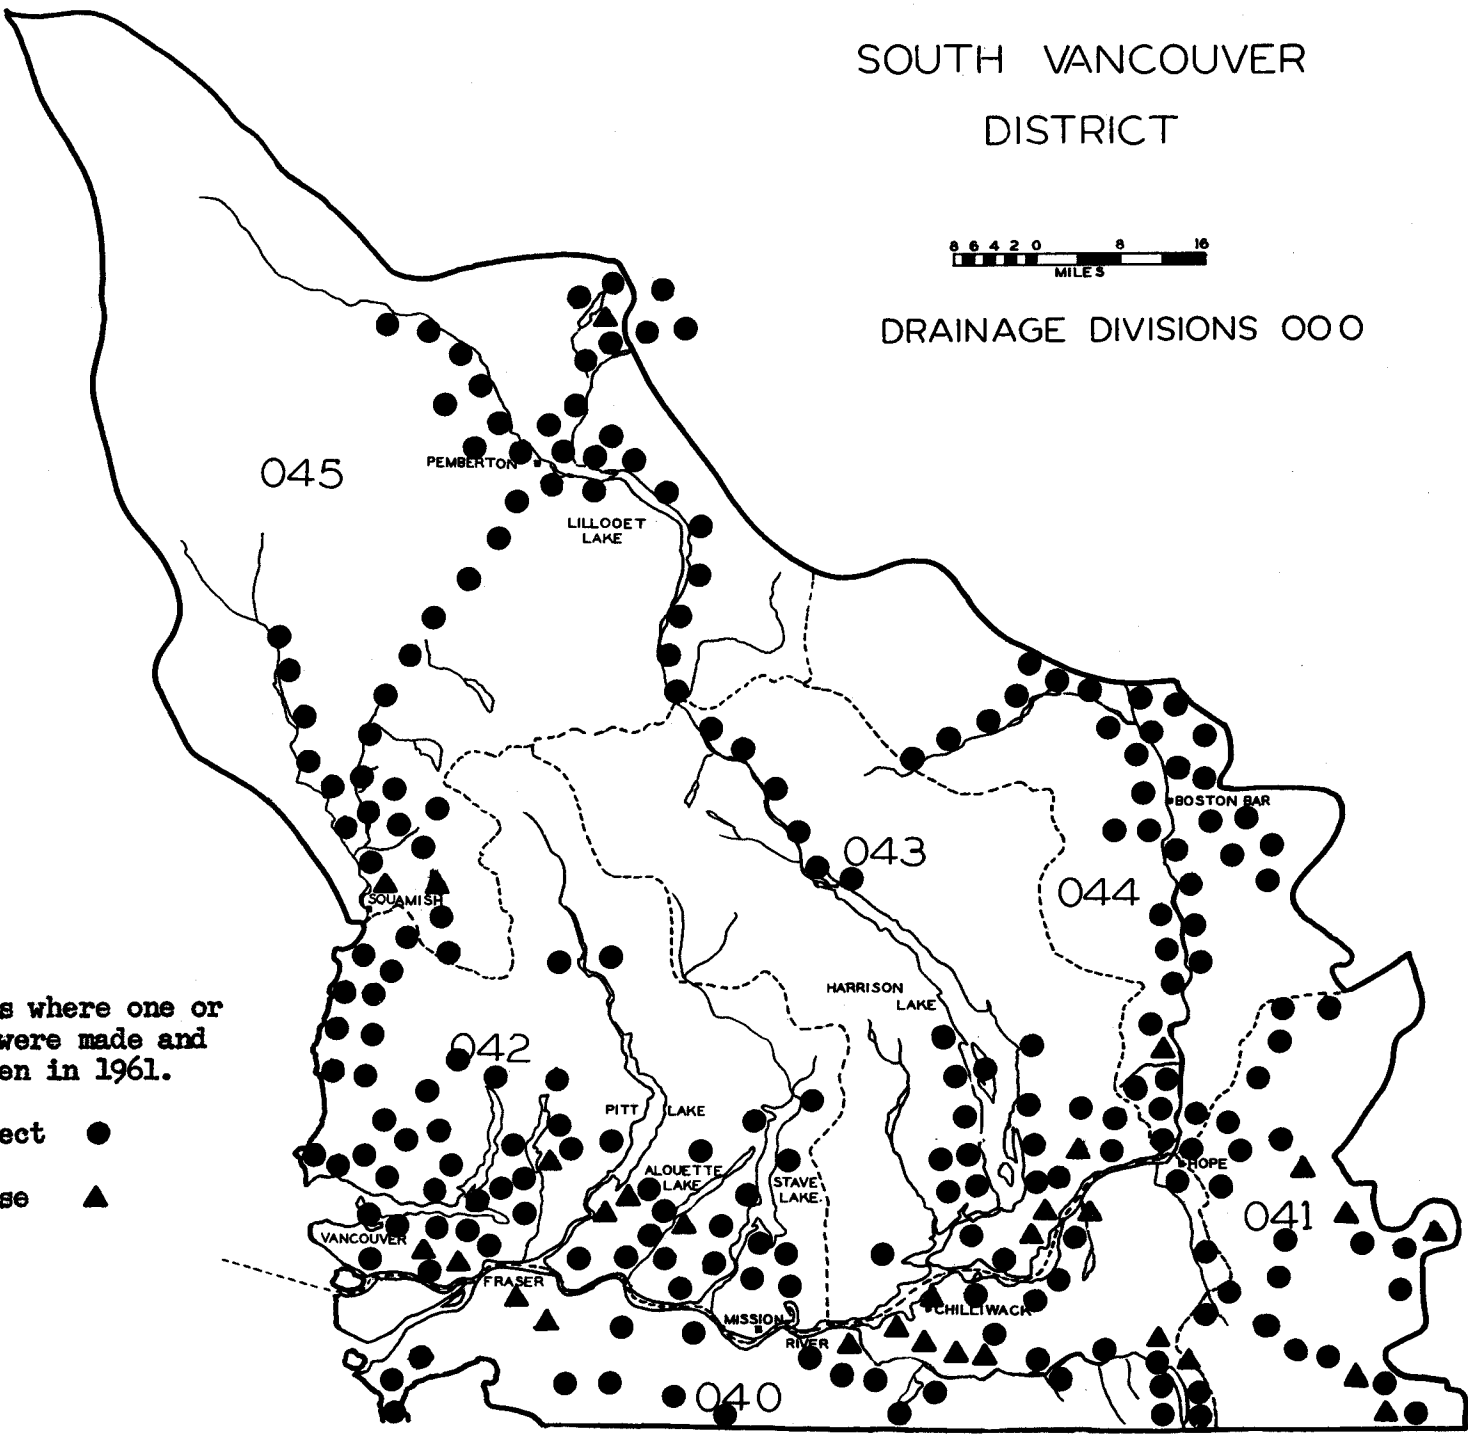 SOUTH VANCOUVER
DISTRICT
8 6 4 2 0 8 16
MILES
DRAINAGE DIVISIONS 000
045
PEMBERTON
LILLOOET
LAKE
BOSTON BAR
043
044
SQUAMISH
HARRISON
LAKE
s where one or
were made and
en in 1961.
042
PITT LAKE
ect
ALOUETTE
LAKE
STAVE
LAKE
HOPE
se
041
VANCOUVER
FRASER
CHILLIWACK
MISSION
RIVER
040